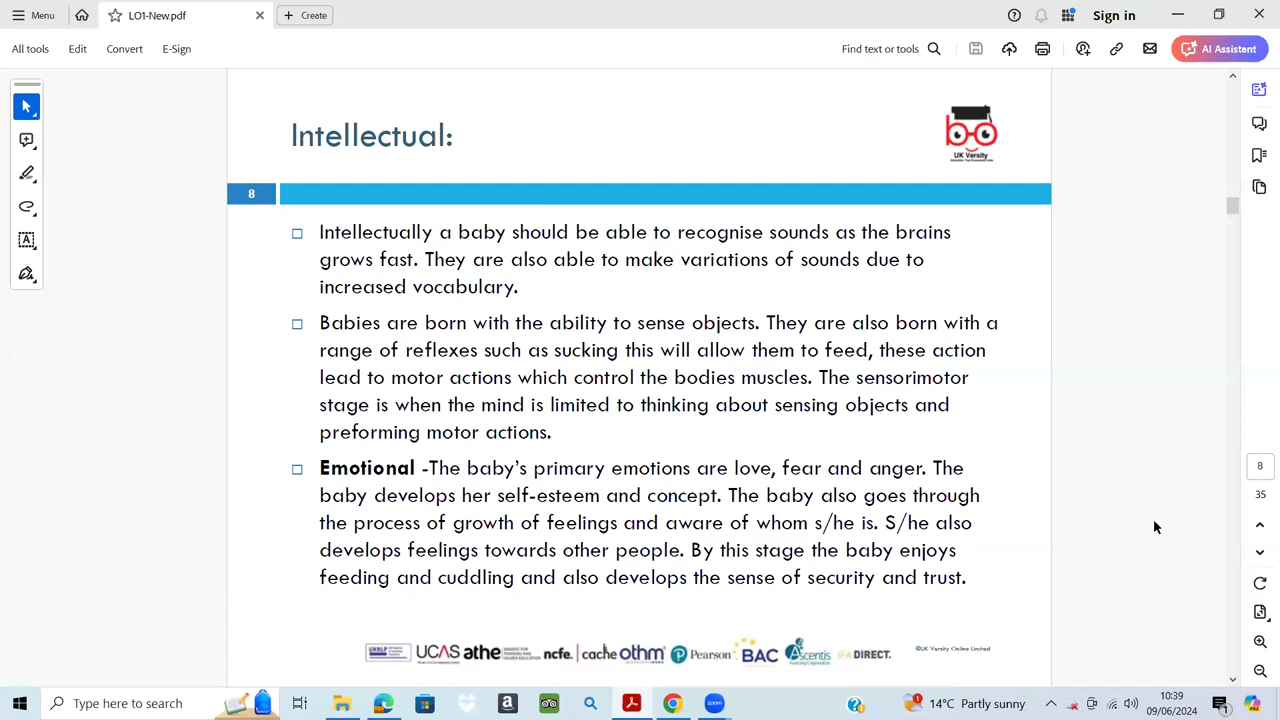 Menu
LO1-New.pdf
Create
Sign in
All tools
Edit
Convert
E-Sign
Find text or tools
AI Assistant
Intellectual:
UK Versity
8
Intellectually a baby should be able to recognise sounds as the brains
grows fast. They are also able to make variations of sounds due to
increased vocabulary.
Babies are born with the ability to sense objects. They are also born with a
range of reflexes such as sucking this will allow them to feed, these action
lead to motor actions which control the bodies muscles. The sensorimotor
stage is when the mind is limited to thinking about sensing objects and
preforming motor actions.
Emotional -The baby's primary emotions are love, fear and anger. The
baby develops her self-esteem and concept. The baby also goes through
the process of growth of feelings and aware of whom s/he is. S/he also
develops feelings towards other people. By this stage the baby enjoys
feeding and cuddling and also develops the sense of security and trust.
8
35
UKRLP UCAS athe ncfe. cache othm Pearson BAC Ascentis IFA DIRECT.
©UK Versity Online Limited
Type here to search
a
zoom
14°C Partly sunny
10:39
09/06/2024
1